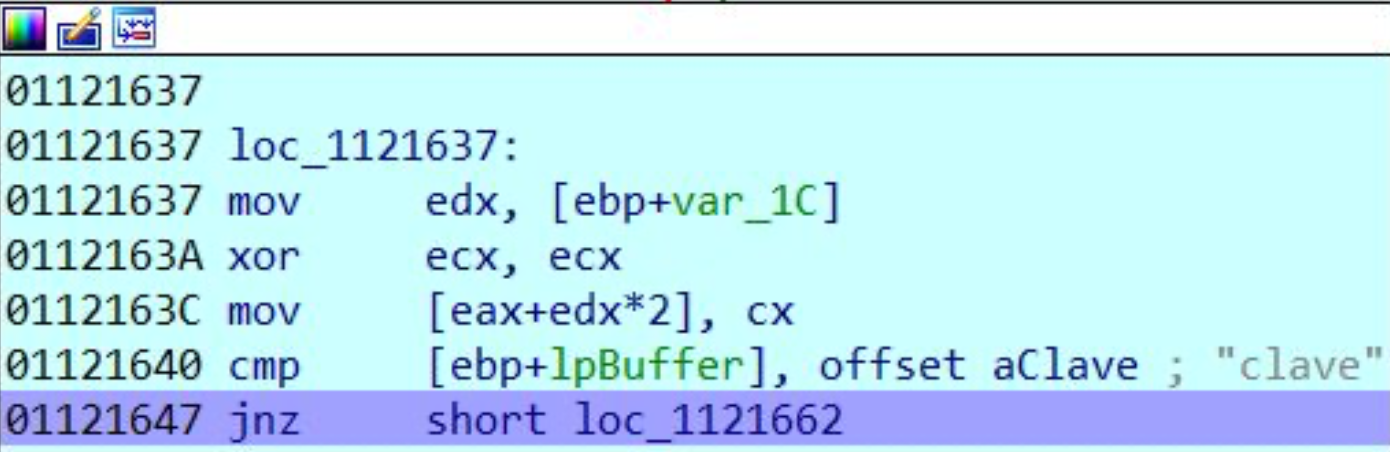 01121637
01121637 loc_1121637:
01121637 mov edx, [ebp+var_1C]
0112163A xor ecx, ecx
0112163C mov [eax+edx*2], cx
01121640 cmp [ebp+lpBuffer], offset aClave ; "clave"
01121647 jnz short loc_1121662